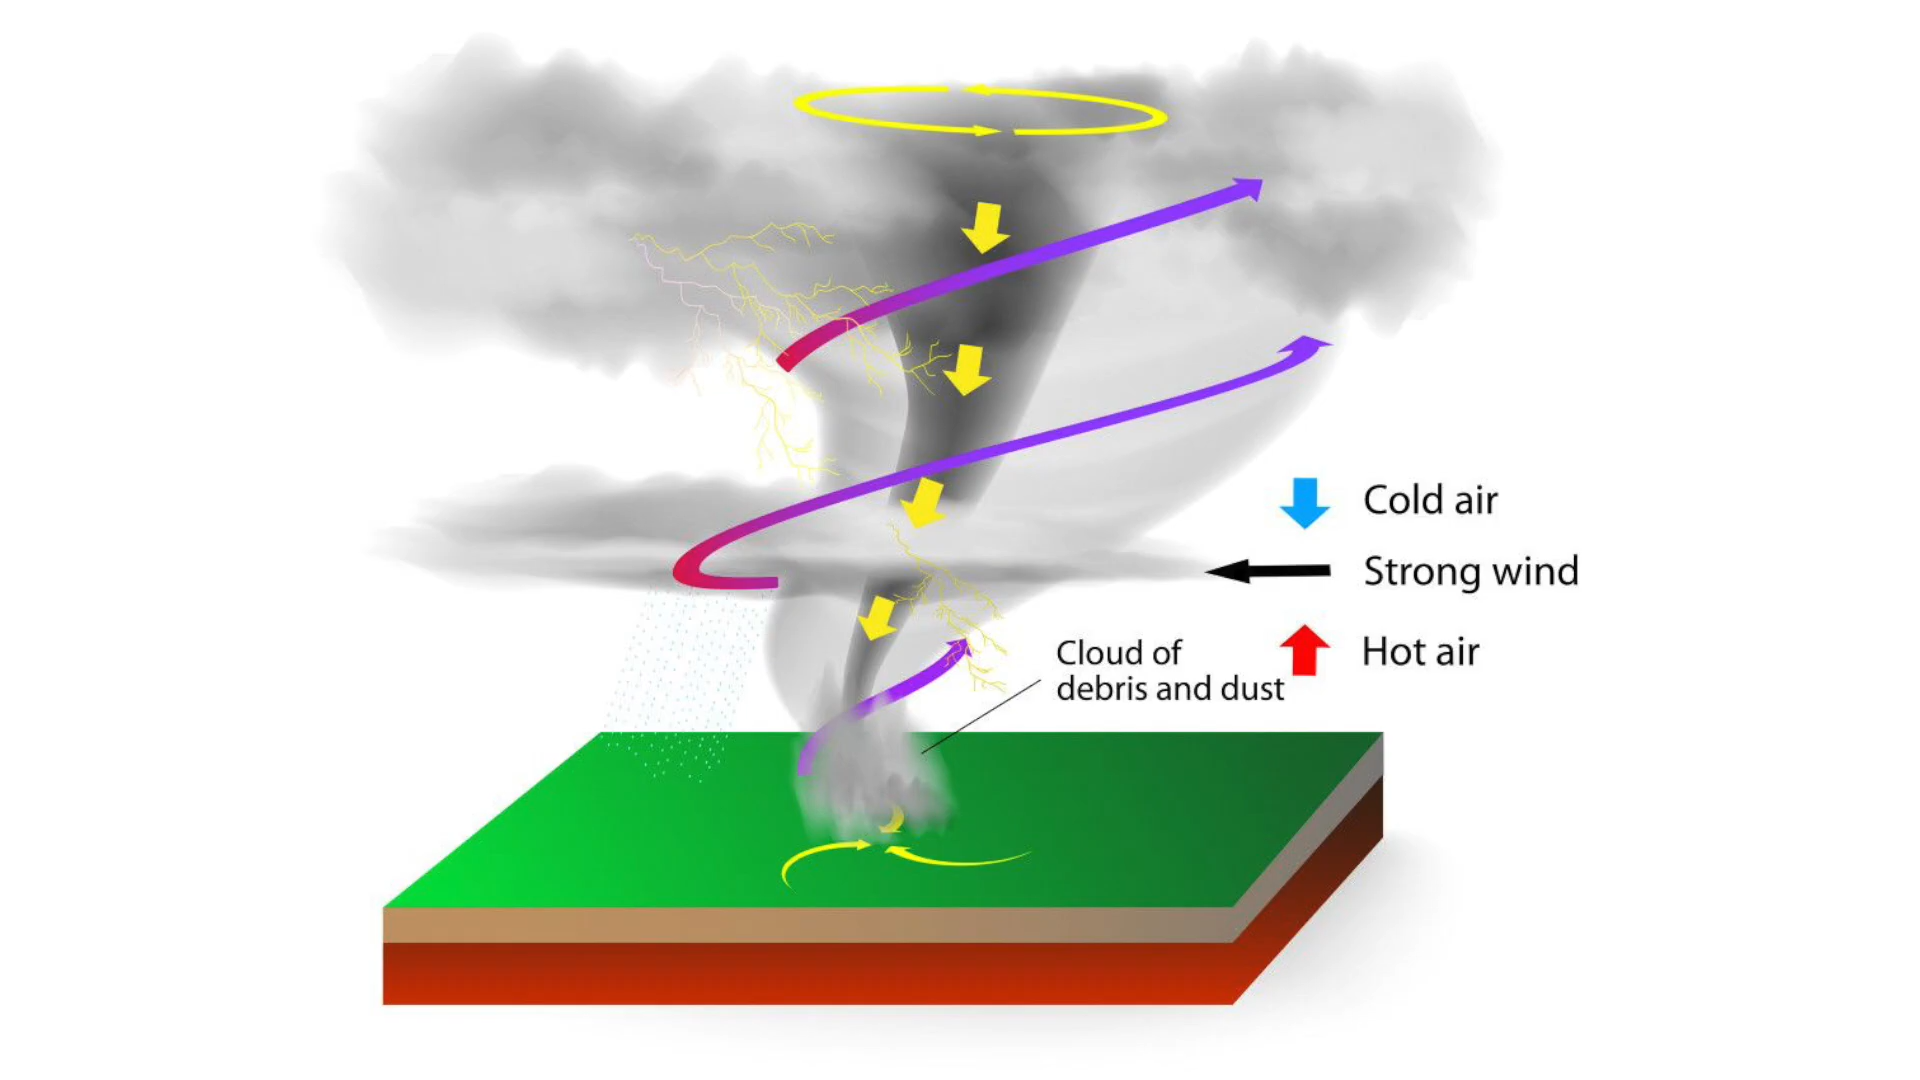 Cold air
Strong wind
Hot air
Cloud of
debris and dust